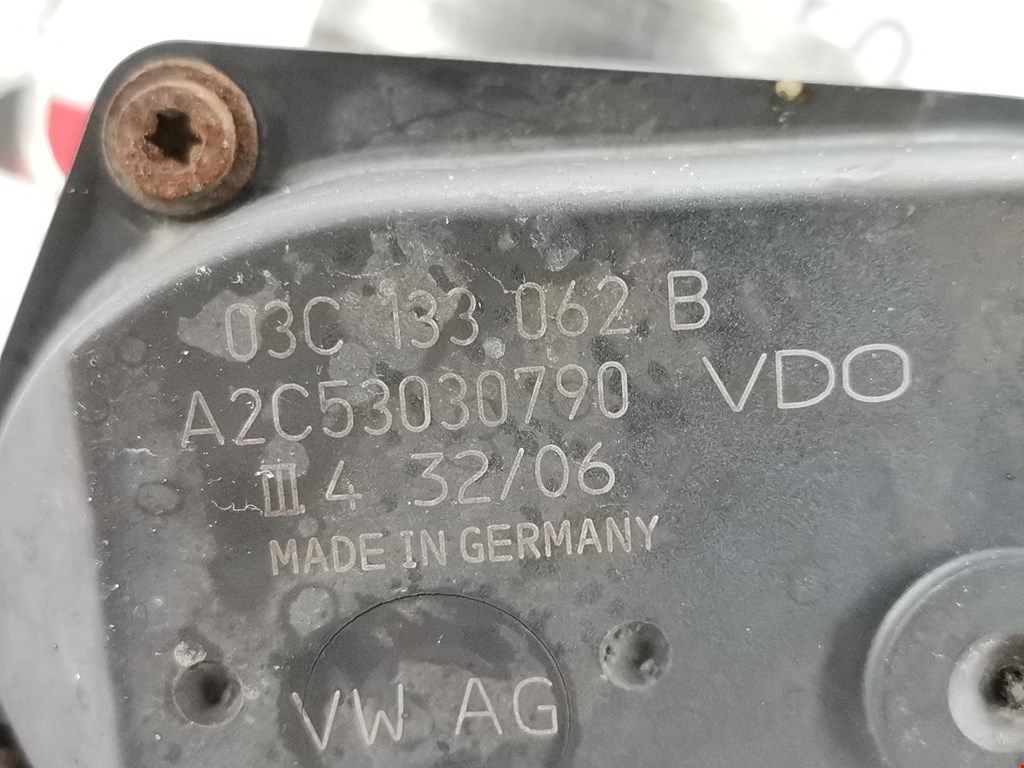 03C 133 062 B
A2C53030790 VDO
III 4 32/06
MADE IN GERMANY
VW AG